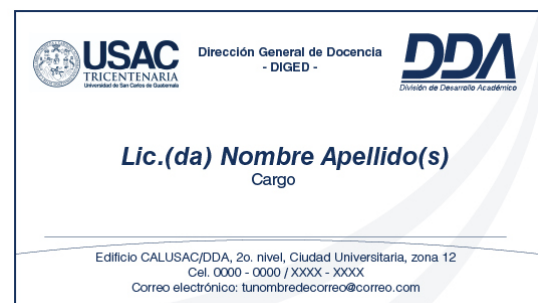 USAC
TRICENTENARIA
Universidad de San Carlos de Guatemala
Dirección General de Docencia
- DIGED -
DDA
División de Desarrollo Académico
Lic.(da) Nombre Apellido(s)
Cargo
Edificio CALUSAC/DDA, 2o. nivel, Ciudad Universitaria, zona 12
Cel. 0000 - 0000 / XXXX - XXXX
Correo electrónico: tunombredecorreo@correo.com